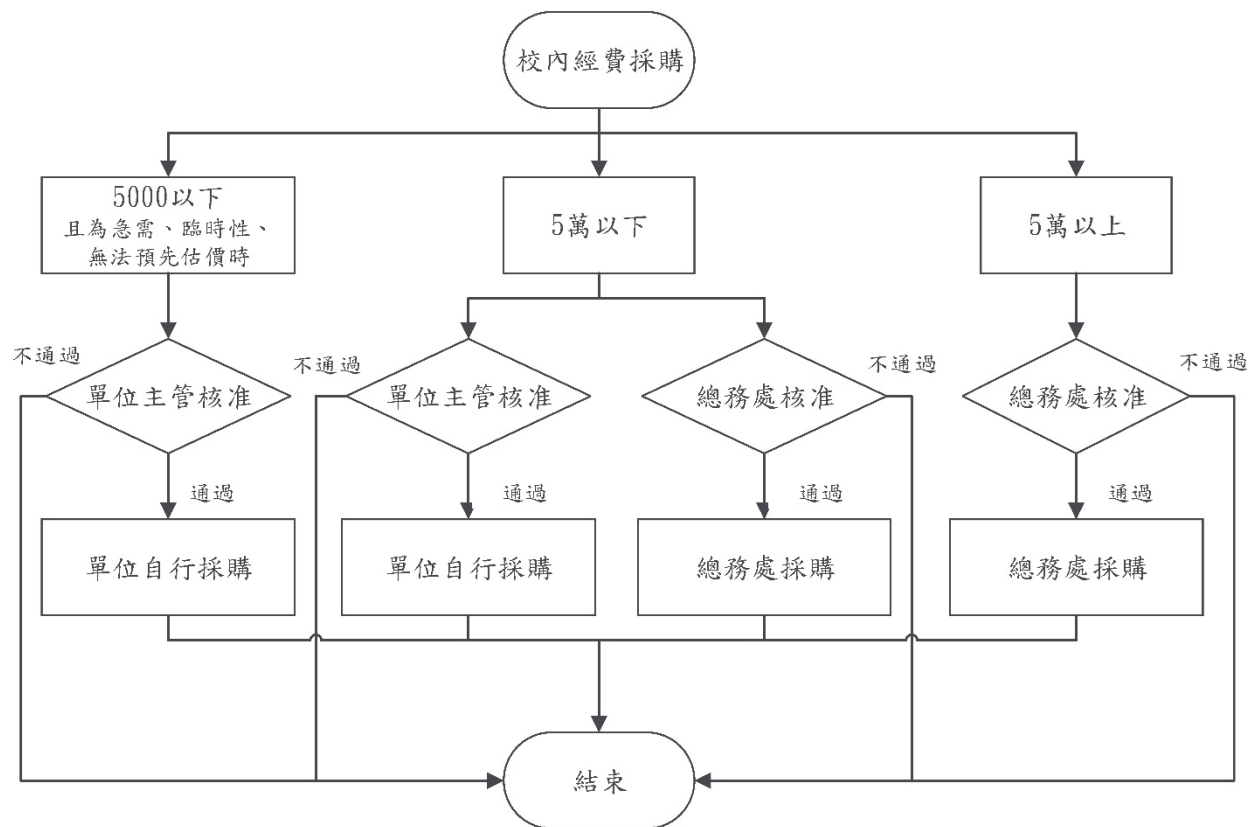 校內經費採購
5000以下
且為急需、臨時性、
無法預先估價時
5萬以下
5萬以上
不通過
單位主管核准
不通過
單位主管核准
總務處核准
不通過
總務處核准
不通過
通過
通過
通過
通過
單位自行採購
單位自行採購
總務處採購
總務處採購
結束